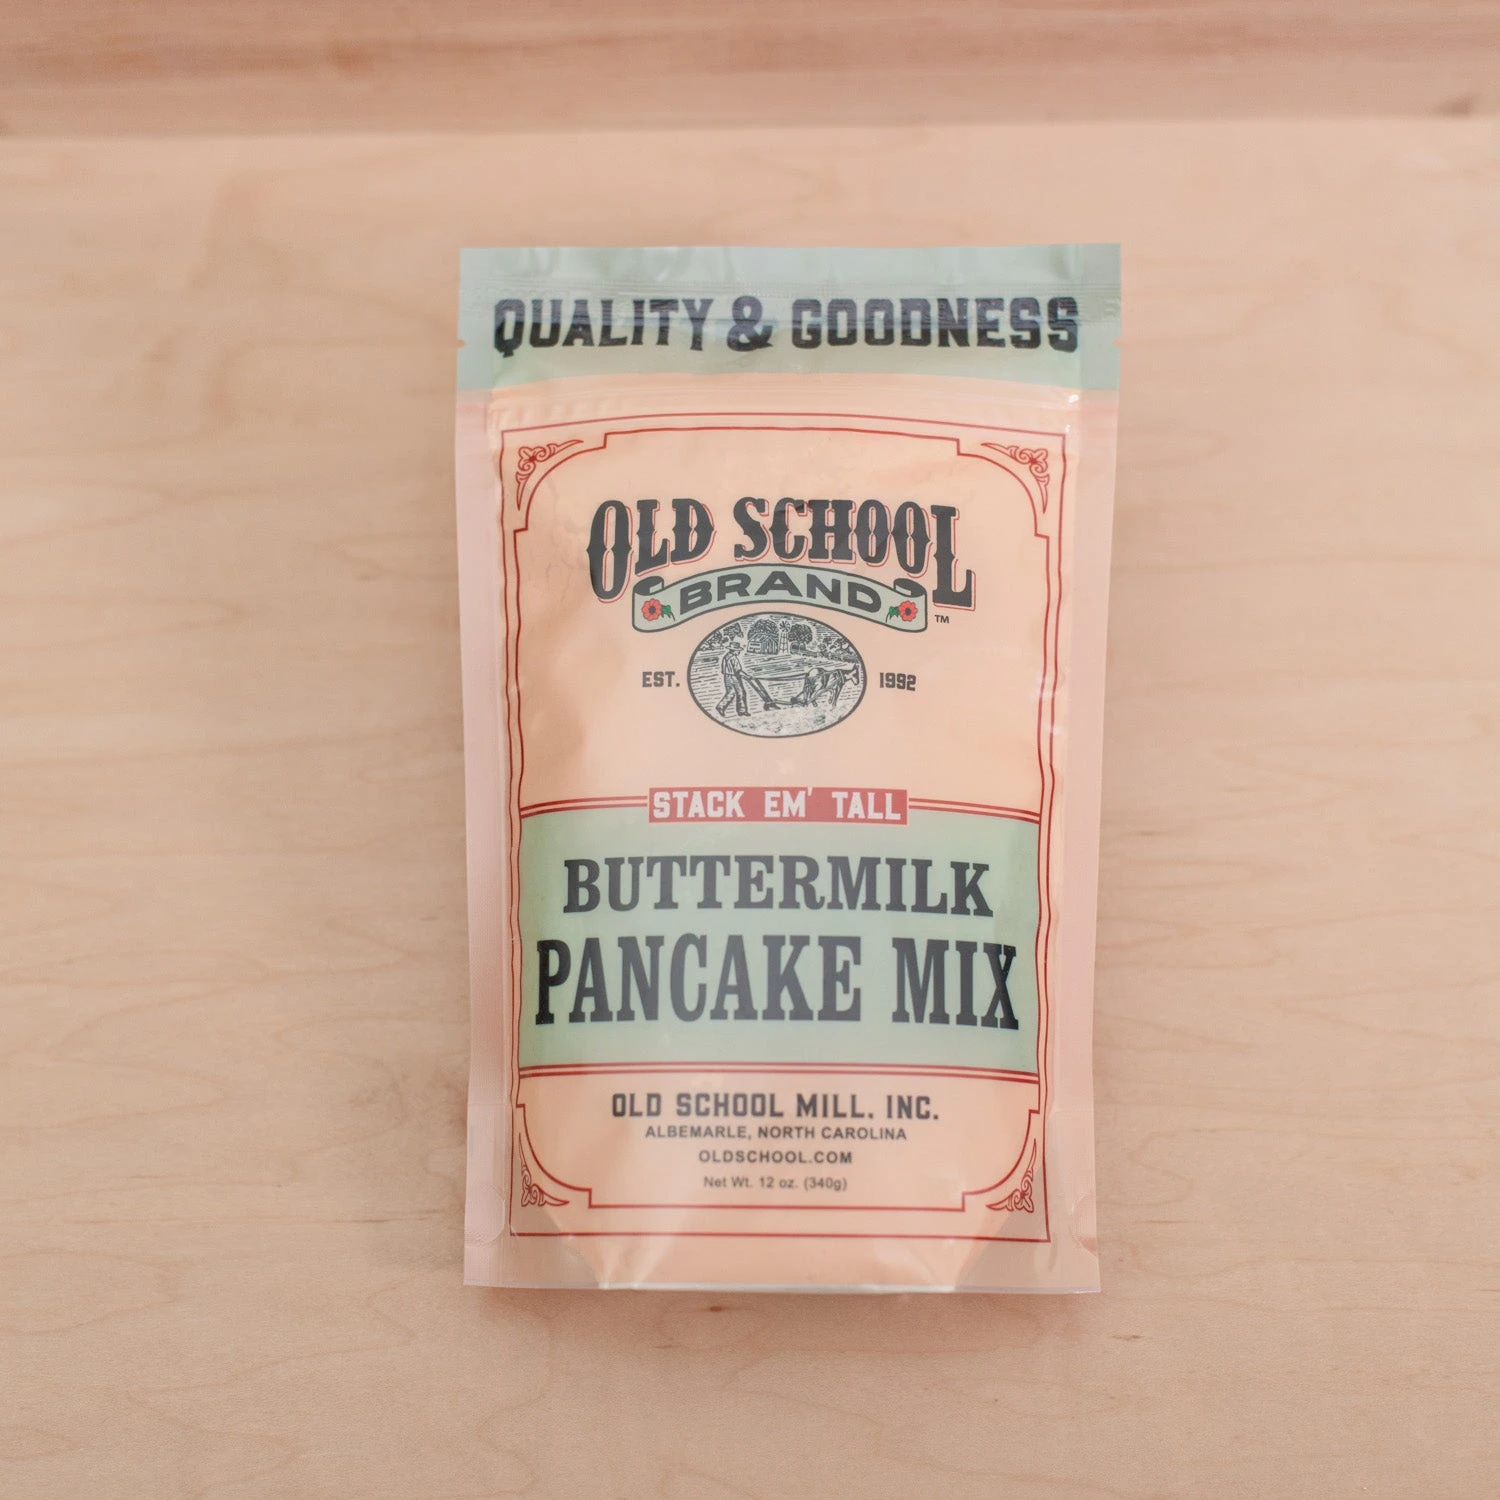 QUALITY & GOODNESS
OLD SCHOOL
BRAND
™
EST. 1992
STACK EM' TALL
BUTTERMILK
PANCAKE MIX
OLD SCHOOL MILL, INC.
ALBEMARLE, NORTH CAROLINA
OLDSCHOOL.COM
Net Wt. 12 oz. (340g)